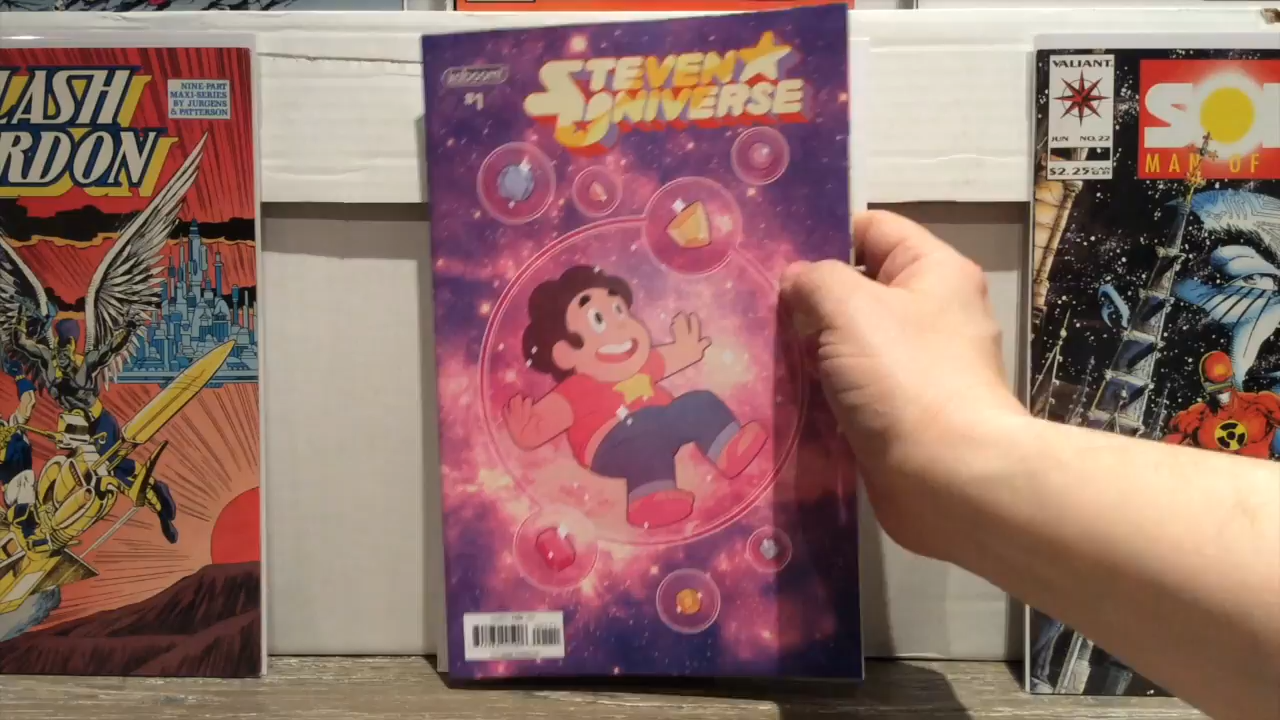 LASH
RDON
NINE-PART
MAXI-SERIES
BY JURGENS
& PATTERSON
kaboom!
$1
STEVEN
UNIVERSE
VALIANT
JUN NO. 22
$2.25
MAN OF